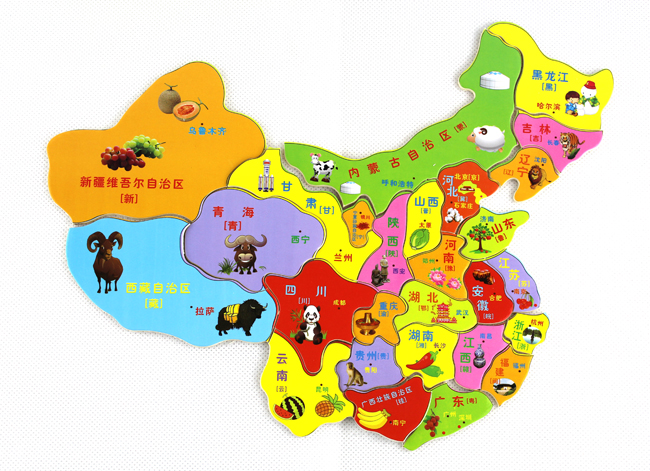 黑龙江
[黑]
哈尔滨
吉林
[吉]
长春
辽宁
[辽]
沈阳
内蒙古自治区[蒙]
呼和浩特
乌鲁木齐
新疆维吾尔自治区
[新]
甘肃[甘]
兰州
青海
[青]
西宁
西藏自治区
[藏]
拉萨
北京[京]
河北
[冀]
石家庄
山西
[晋]
太原
陕西
[陕]
西安
济南
山东
[鲁]
河南
[豫]
郑州
江苏
[苏]
南京
安徽
[皖]
合肥
四川
[川]
成都
重庆
[渝]
湖北
[鄂]
武汉
杭州
浙江
[浙]
湖南
[湘]
长沙
江西
[赣]
南昌
福建
[闽]
福州
贵州[贵]
贵阳
云南
[云]
昆明
广西壮族自治区
[桂]
南宁
广东[粤]
广州
深圳